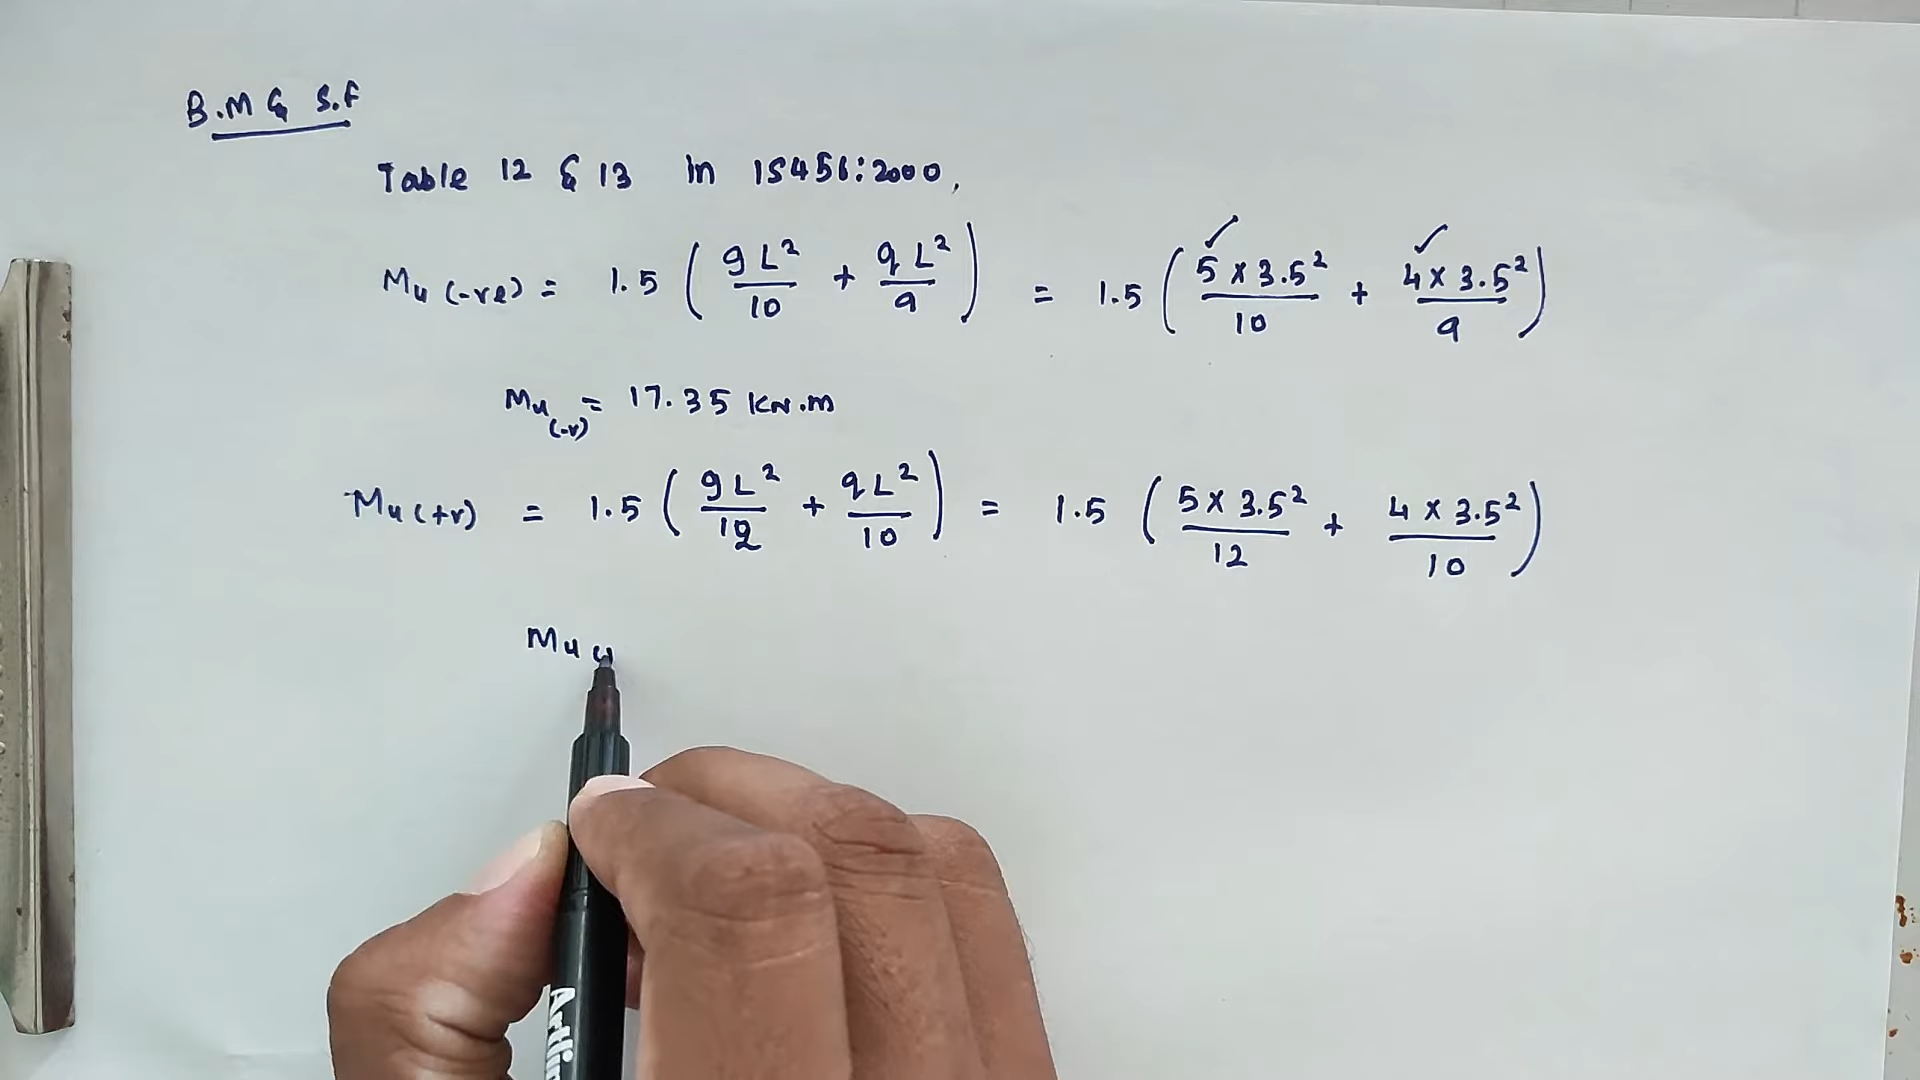 B.M & S.F
Table 12 & 13 in IS456:2000,
Mu (-ve) = 1.5 ( gL²/10 + qL²/9 ) = 1.5 ( 5 x 3.5²/10 + 4 x 3.5²/9 )
Mu(-v) = 17.35 KN.m
Mu (+v) = 1.5 ( gL²/12 + qL²/10 ) = 1.5 ( 5 x 3.5²/12 + 4 x 3.5²/10 )
Mu
Artlin